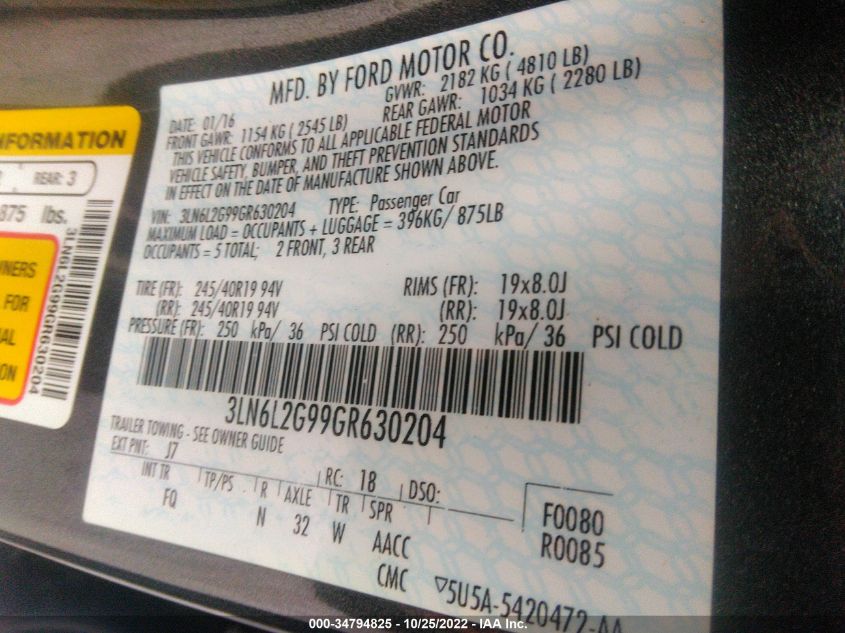 MFD. BY FORD MOTOR CO.
DATE: 01/16 GVWR: 2182 KG ( 4810 LB)
FRONT GAWR: 1154 KG ( 2545 LB) REAR GAWR: 1034 KG ( 2280 LB)
THIS VEHICLE CONFORMS TO ALL APPLICABLE FEDERAL MOTOR
VEHICLE SAFETY, BUMPER, AND THEFT PREVENTION STANDARDS
IN EFFECT ON THE DATE OF MANUFACTURE SHOWN ABOVE.
VIN: 3LN6L2G99GR630204 TYPE: Passenger Car
MAXIMUM LOAD = OCCUPANTS + LUGGAGE = 396KG/ 875LB
OCCUPANTS = 5 TOTAL; 2 FRONT, 3 REAR
TIRE (FR): 245/40R19 94V RIMS (FR): 19x8.0J
(RR): 245/40R19 94V (RR): 19x8.0J
PRESSURE (FR): 250 kPa/ 36 PSI COLD (RR): 250 kPa/ 36 PSI COLD
3LN6L2G99GR630204
TRAILER TOWING - SEE OWNER GUIDE
EXT PNT: J7 RC: 18 DSO:
INT TR TP/PS R AXLE TR SPR F0080
FQ N 32 W AACC R0085
CMC 5U5A-5420472-AA
INFORMATION
REAR: 3
875 lbs.
OWNERS
FOR
ON
3LN6L2G99GR630204
000-34794825 - 10/25/2022 - IAA Inc.